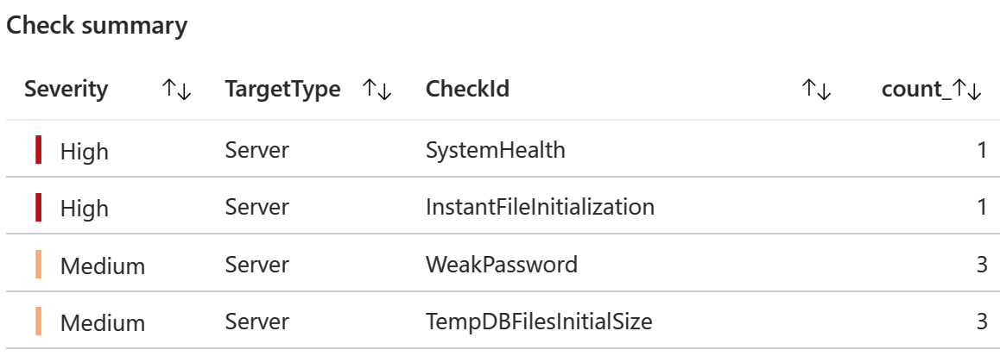 Check summary
Severity ↑↓ TargetType ↑↓ CheckId ↑↓ count_↑↓
High Server SystemHealth 1
High Server InstantFileInitialization 1
Medium Server WeakPassword 3
Medium Server TempDBFilesInitialSize 3